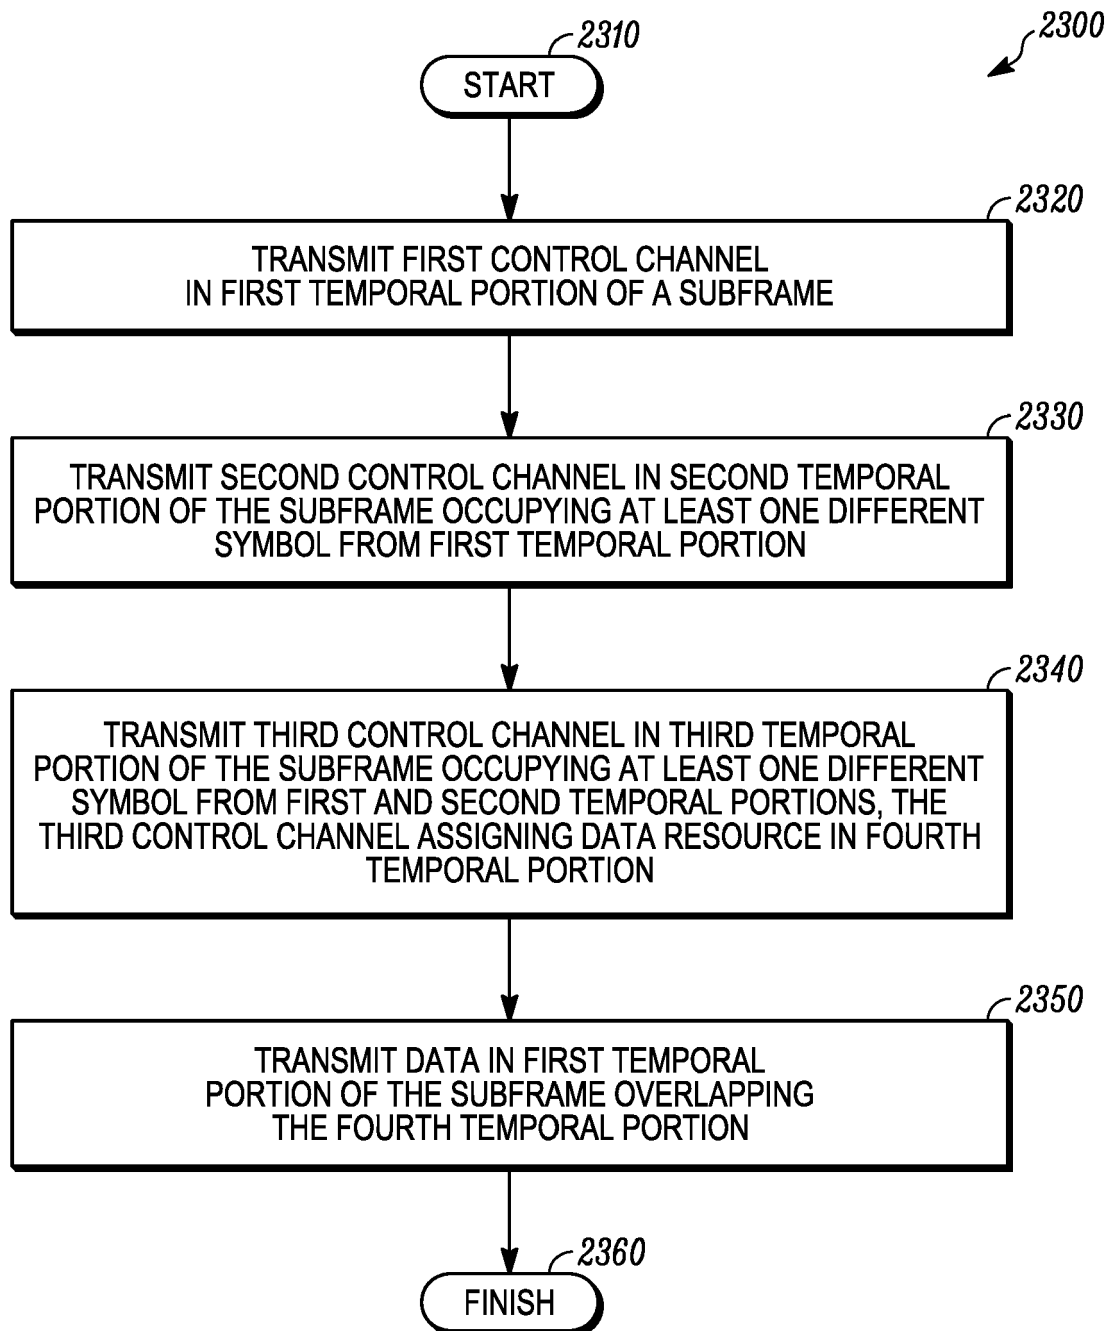 2300
2310
START
2320
TRANSMIT FIRST CONTROL CHANNEL
IN FIRST TEMPORAL PORTION OF A SUBFRAME
2330
TRANSMIT SECOND CONTROL CHANNEL IN SECOND TEMPORAL
PORTION OF THE SUBFRAME OCCUPYING AT LEAST ONE DIFFERENT
SYMBOL FROM FIRST TEMPORAL PORTION
2340
TRANSMIT THIRD CONTROL CHANNEL IN THIRD TEMPORAL
PORTION OF THE SUBFRAME OCCUPYING AT LEAST ONE DIFFERENT
SYMBOL FROM FIRST AND SECOND TEMPORAL PORTIONS, THE
THIRD CONTROL CHANNEL ASSIGNING DATA RESOURCE IN FOURTH
TEMPORAL PORTION
2350
TRANSMIT DATA IN FIRST TEMPORAL
PORTION OF THE SUBFRAME OVERLAPPING
THE FOURTH TEMPORAL PORTION
2360
FINISH